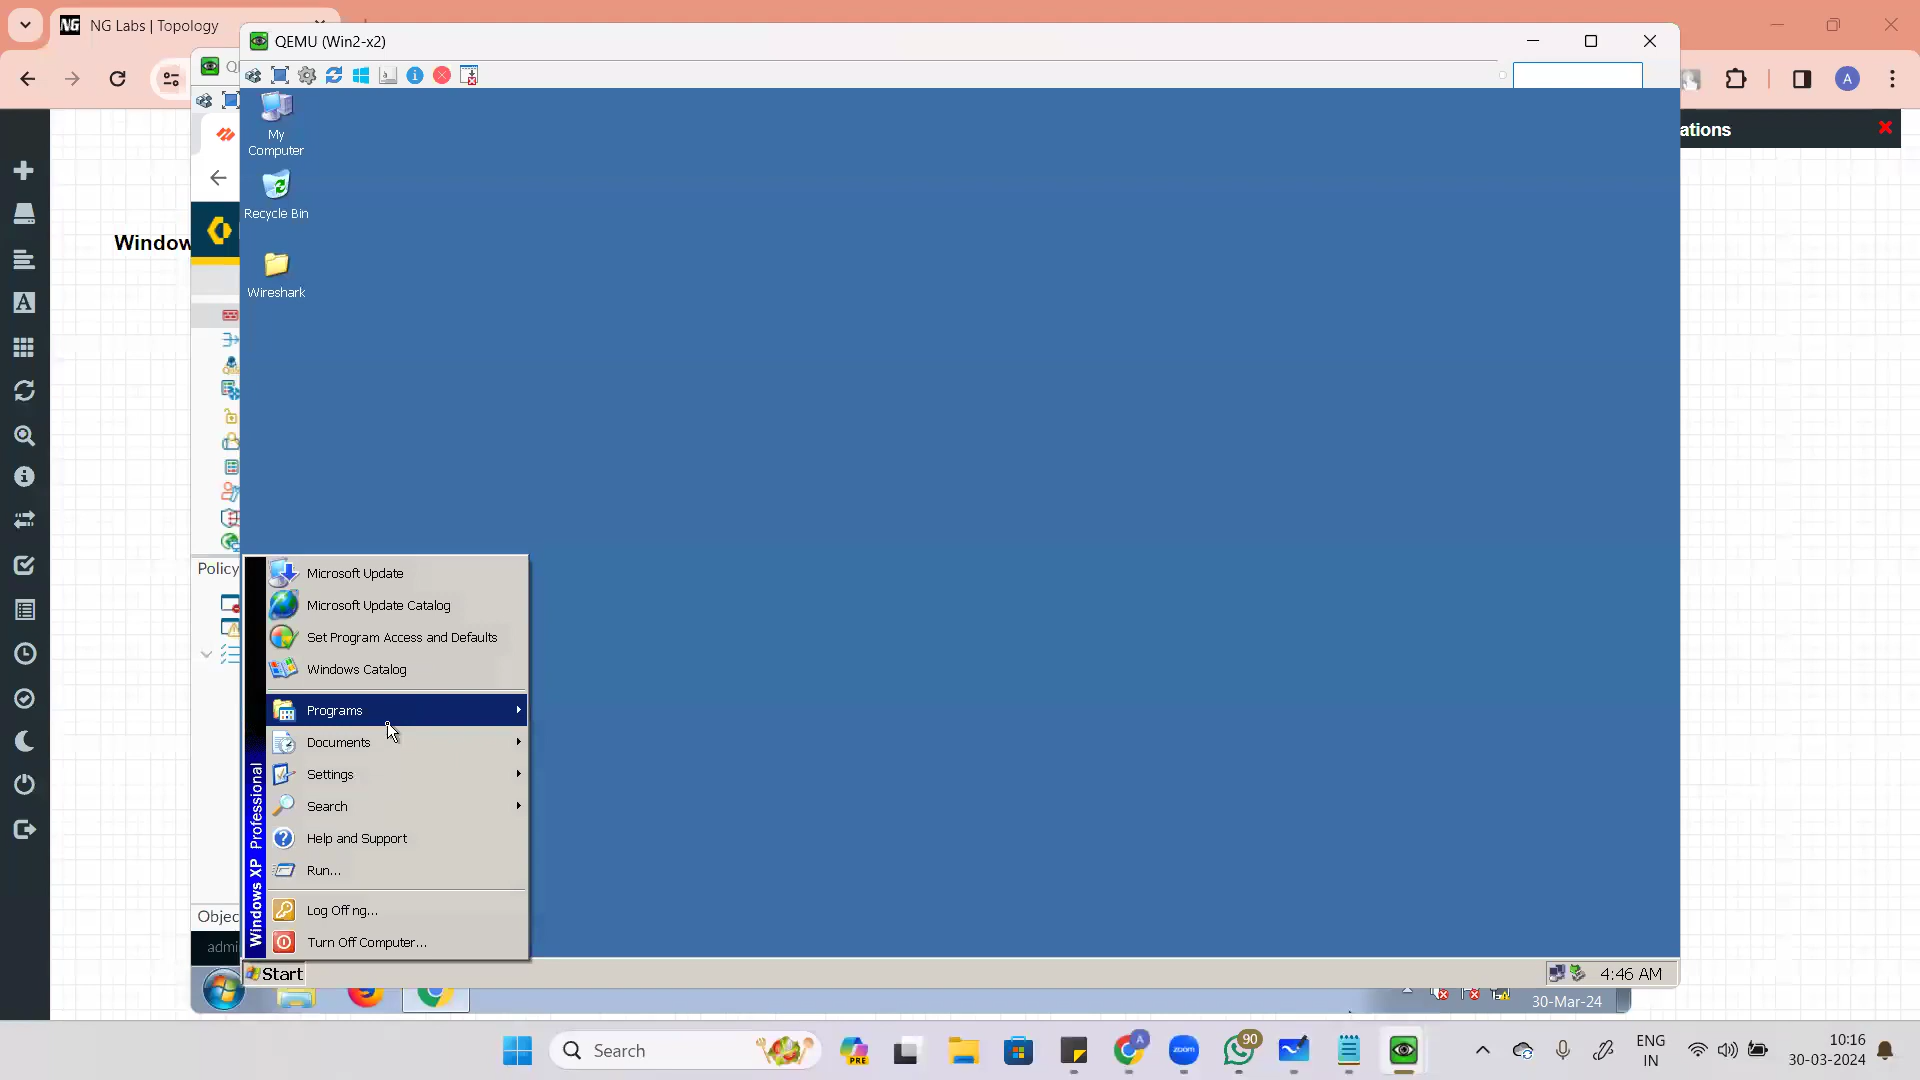 NG Labs | Topology
QEMU (Win2-x2)
ations
A
My
Computer
Recycle Bin
Window
Wireshark
Policy
Microsoft Update
Microsoft Update Catalog
Set Program Access and Defaults
Windows Catalog
Programs
Documents
Settings
Search
Help and Support
Run...
Log Off ng...
Turn Off Computer...
Windows XP Professional
Objec
admi
Start
4:46 AM
30-Mar-24
Search
PRE
A
zoom
90
ENG
IN
10:16
30-03-2024